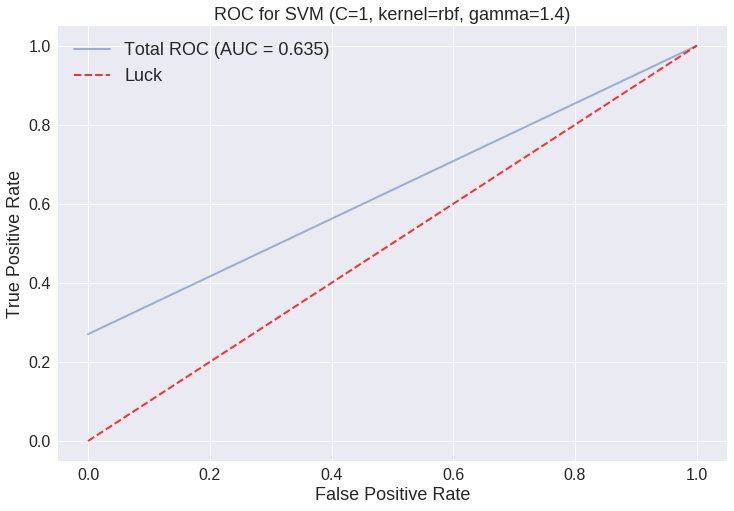 ROC for SVM (C=1, kernel=rbf, gamma=1.4)
Total ROC (AUC = 0.635)
Luck
True Positive Rate
1.0
0.8
0.6
0.4
0.2
0.0
0.0 0.2 0.4 0.6 0.8 1.0
False Positive Rate